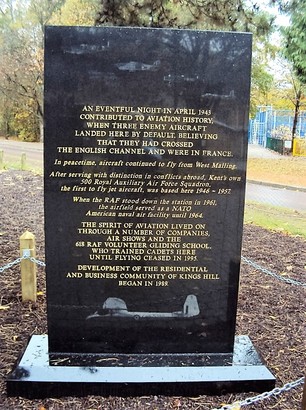 AN EVENTFUL NIGHT IN APRIL 1943
CONTRIBUTED TO AVIATION HISTORY,
WHEN THREE ENEMY AIRCRAFT
LANDED HERE BY DEFAULT, BELIEVING
THAT THEY HAD CROSSED
THE ENGLISH CHANNEL AND WERE IN FRANCE.
In peacetime, aircraft continued to fly from West Malling.
After serving with distinction in conflicts abroad, Kent's own
500 Royal Auxiliary Air Force Squadron,
the first to fly jet aircraft, was based here 1946 - 1957.
When the RAF stood down the station in 1961,
the airfield served as a NATO
American naval air facility until 1964.
THE SPIRIT OF AVIATION LIVED ON
THROUGH A NUMBER OF COMPANIES,
AIR SHOWS AND THE
618 RAF VOLUNTEER GLIDING SCHOOL,
WHO TRAINED CADETS HERE
UNTIL FLYING CEASED IN 1995.
DEVELOPMENT OF THE RESIDENTIAL
AND BUSINESS COMMUNITY OF KINGS HILL
BEGAN IN 1989.